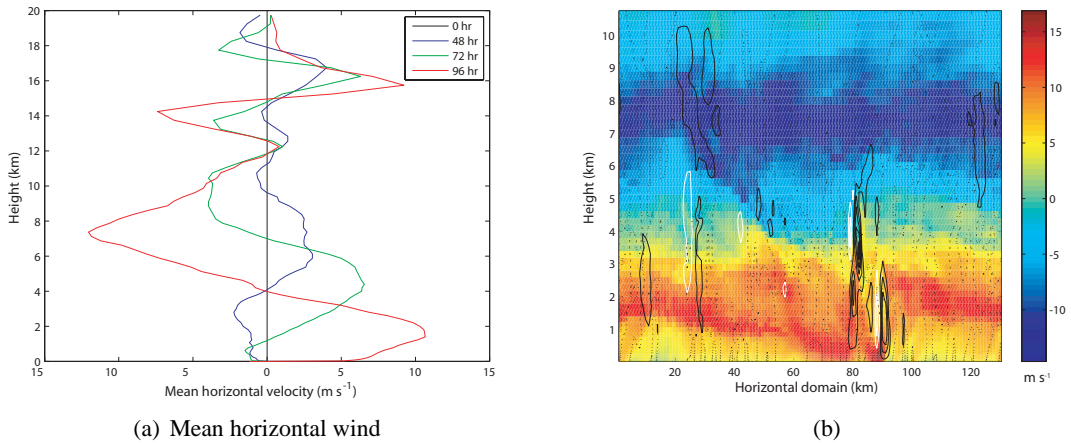 20
18
16
14
12
10
8
6
4
2
0
Height (km)
15 10 5 0 5 10 15
Mean horizontal velocity (m s⁻¹)
0 hr
48 hr
72 hr
96 hr
(a) Mean horizontal wind
10
9
8
7
6
5
4
3
2
1
Height (km)
20 40 60 80 100 120
Horizontal domain (km)
15
10
5
0
-5
-10
m s⁻¹
(b)